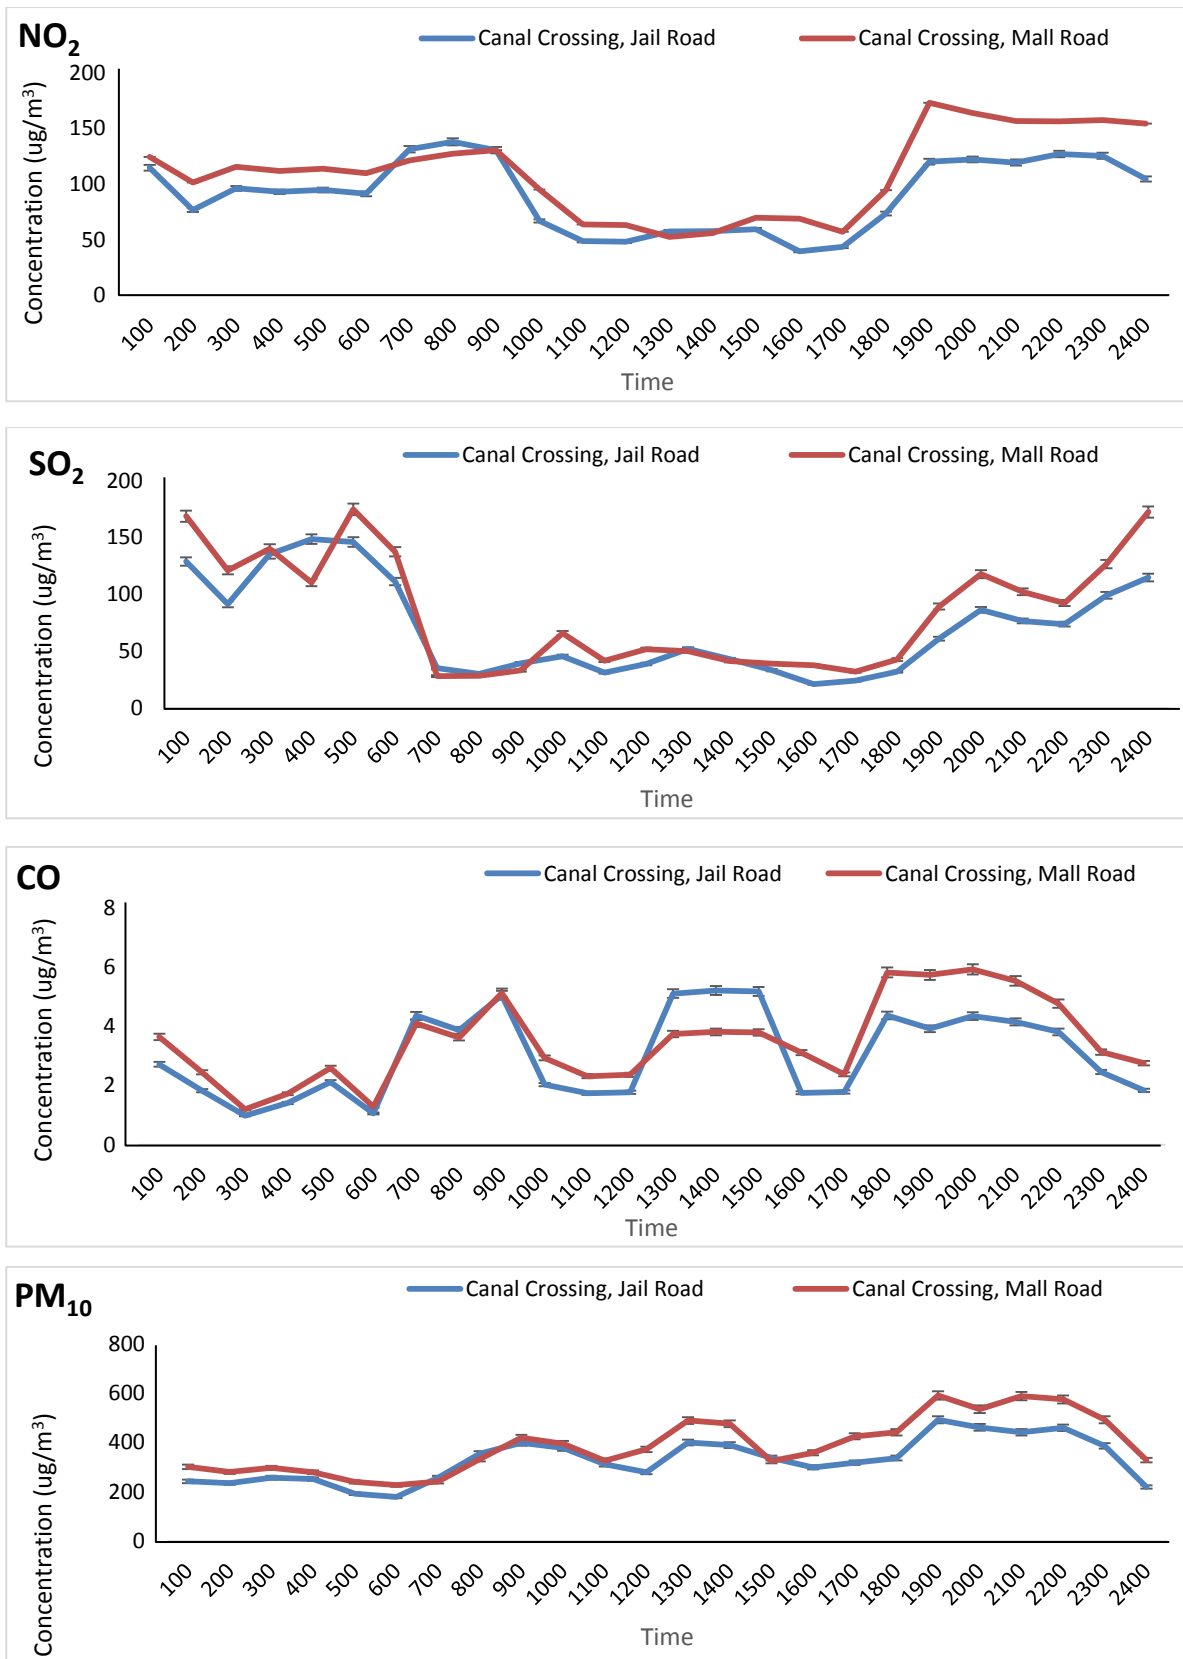 NO₂
Canal Crossing, Jail Road
Canal Crossing, Mall Road
Concentration (ug/m³)
200
150
100
50
0
100 200 300 400 500 600 700 800 900 1000 1100 1200 1300 1400 1500 1600 1700 1800 1900 2000 2100 2200 2300 2400
Time
SO₂
Canal Crossing, Jail Road
Canal Crossing, Mall Road
Concentration (ug/m³)
200
150
100
50
0
100 200 300 400 500 600 700 800 900 1000 1100 1200 1300 1400 1500 1600 1700 1800 1900 2000 2100 2200 2300 2400
Time
CO
Canal Crossing, Jail Road
Canal Crossing, Mall Road
Concentration (ug/m³)
8
6
4
2
0
100 200 300 400 500 600 700 800 900 1000 1100 1200 1300 1400 1500 1600 1700 1800 1900 2000 2100 2200 2300 2400
Time
PM₁₀
Canal Crossing, Jail Road
Canal Crossing, Mall Road
Concentration (ug/m³)
800
600
400
200
0
100 200 300 400 500 600 700 800 900 1000 1100 1200 1300 1400 1500 1600 1700 1800 1900 2000 2100 2200 2300 2400
Time